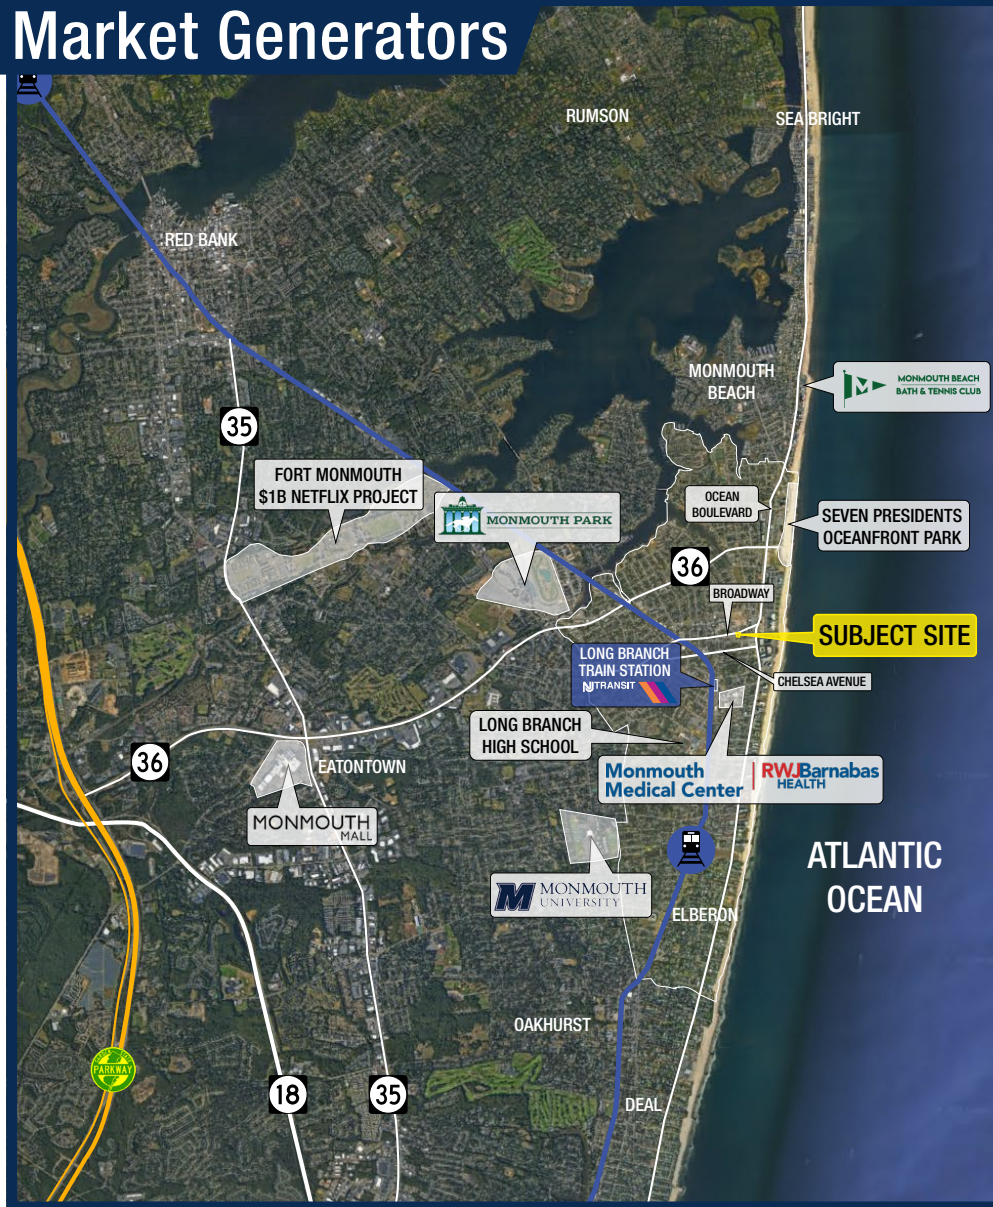 Market Generators
RUMSON
SEA BRIGHT
RED BANK
MONMOUTH
BEACH
M
MONMOUTH BEACH
BATH & TENNIS CLUB
35
FORT MONMOUTH
$1B NETFLIX PROJECT
MONMOUTH PARK
OCEAN
BOULEVARD
SEVEN PRESIDENTS
OCEANFRONT PARK
36
BROADWAY
SUBJECT SITE
LONG BRANCH
TRAIN STATION
NJTRANSIT
CHELSEA AVENUE
LONG BRANCH
HIGH SCHOOL
36
EATONTOWN
Monmouth
Medical Center
RWJBarnabas
HEALTH
MONMOUTH
MALL
ATLANTIC
OCEAN
M MONMOUTH
UNIVERSITY
ELBERON
OAKHURST
PARKWAY
18
35
DEAL